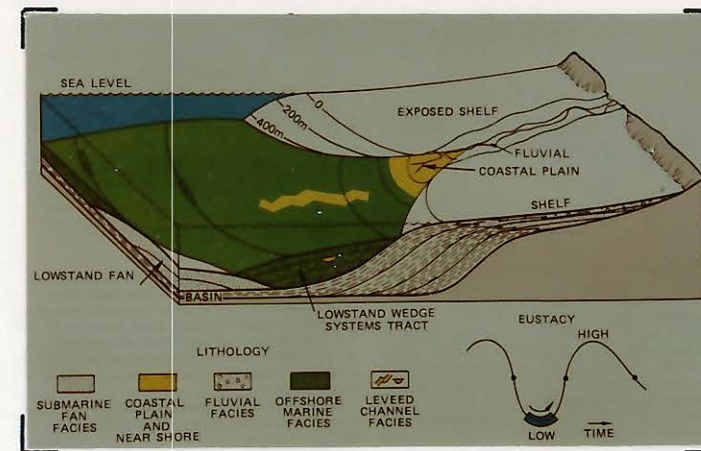 SEA LEVEL
0
200m
400m
EXPOSED SHELF
FLUVIAL
COASTAL PLAIN
SHELF
LOWSTAND FAN
BASIN
LOWSTAND WEDGE
SYSTEMS TRACT
EUSTACY
HIGH
LOW
TIME
LITHOLOGY
SUBMARINE
FAN
FACIES
COASTAL
PLAIN
AND
NEAR SHORE
FLUVIAL
FACIES
OFFSHORE
MARINE
FACIES
LEVEED
CHANNEL
FACIES